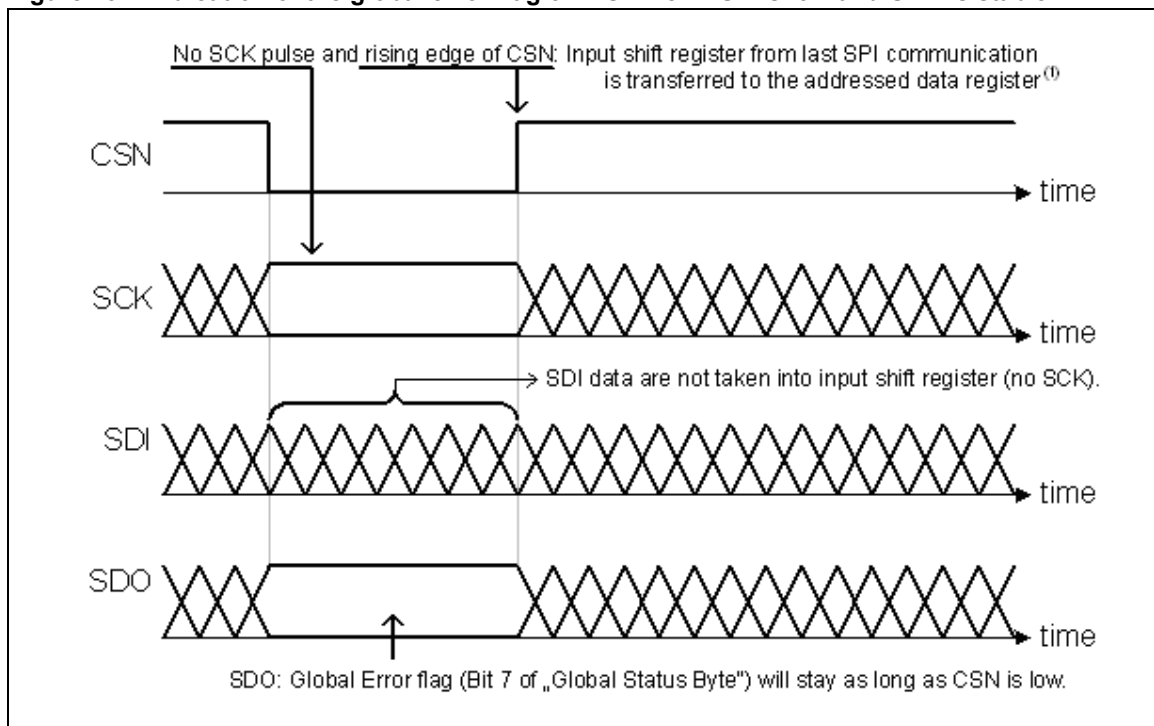 No SCK pulse and rising edge of CSN: Input shift register from last SPI communication
is transferred to the addressed data register (1)
CSN
time
SCK
time
SDI data are not taken into input shift register (no SCK).
SDI
time
SDO
time
SDO: Global Error flag (Bit 7 of „Global Status Byte") will stay as long as CSN is low.